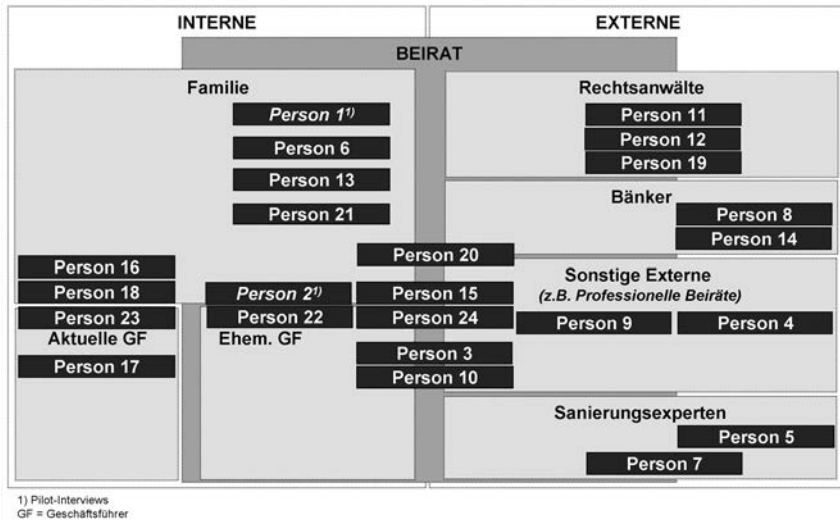 INTERNE
EXTERNE
BEIRAT
Familie
Person 1¹⁾
Person 6
Person 13
Person 21
Rechtsanwälte
Person 11
Person 12
Person 19
Bänker
Person 8
Person 14
Person 20
Person 16
Person 18
Person 23
Aktuelle GF
Person 17
Person 2¹⁾
Person 22
Ehem. GF
Person 15
Person 24
Person 3
Person 10
Sonstige Externe
(z.B. Professionelle Beiräte)
Person 9
Person 4
Sanierungsexperten
Person 5
Person 7
1) Pilot-Interviews
GF = Geschäftsführer